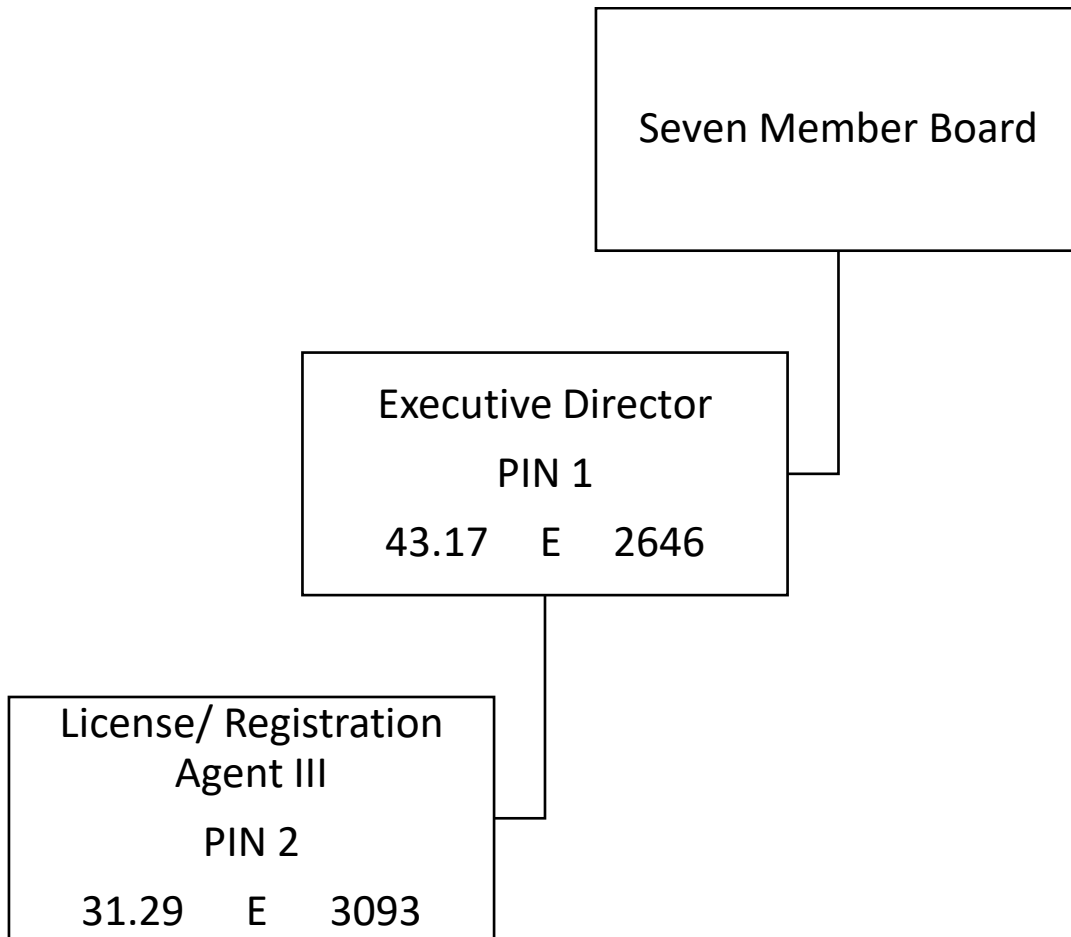 Seven Member Board
Executive Director
PIN 1
43.17 E 2646
License/ Registration
Agent III
PIN 2
31.29 E 3093